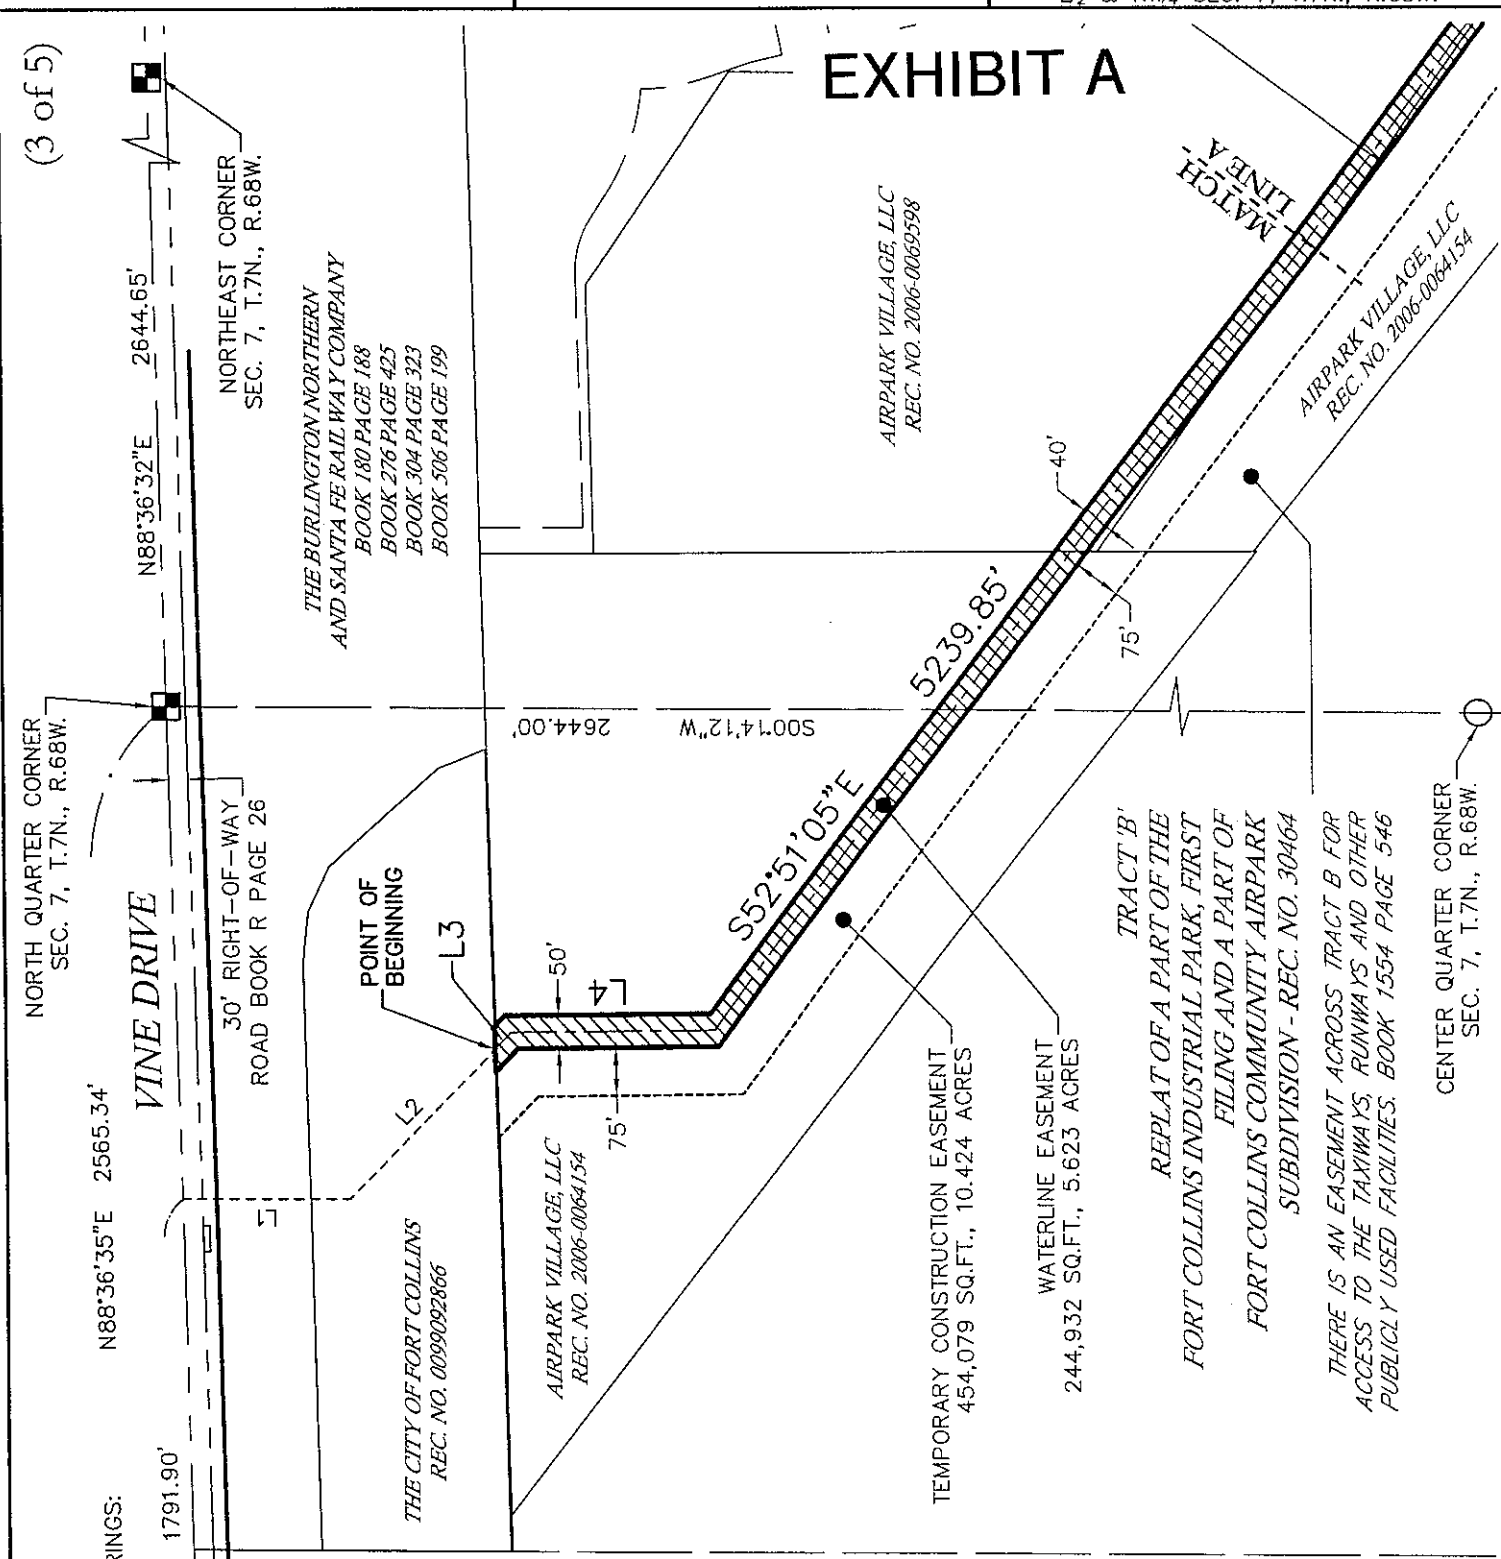 (3 of 5)
EXHIBIT A
NORTH QUARTER CORNER
SEC. 7, T.7N., R.68W.
NORTHEAST CORNER
SEC. 7, T.7N., R.68W.
N88°36'32"E 2644.65'
N88°36'35"E 2565.34'
1791.90'
RINGS:
VINE DRIVE
30' RIGHT-OF-WAY
ROAD BOOK R PAGE 26
THE BURLINGTON NORTHERN
AND SANTA FE RAILWAY COMPANY
BOOK 180 PAGE 188
BOOK 276 PAGE 425
BOOK 304 PAGE 323
BOOK 506 PAGE 199
POINT OF
BEGINNING
L1
L2
L3
L4
50'
75'
THE CITY OF FORT COLLINS
REC. NO. 0099092866
AIRPARK VILLAGE, LLC
REC. NO. 2006-0064154
S00°14'12"W 2644.00'
S52°51'05"E 5239.85'
40'
75'
AIRPARK VILLAGE, LLC
REC. NO. 2006-0069598
MATCH
LINE A
AIRPARK VILLAGE, LLC
REC. NO. 2006-0064154
TEMPORARY CONSTRUCTION EASEMENT
454,079 SQ.FT., 10.424 ACRES
WATERLINE EASEMENT
244,932 SQ.FT., 5.623 ACRES
TRACT 'B'
REPLAT OF A PART OF THE
FORT COLLINS INDUSTRIAL PARK, FIRST
FILING AND A PART OF
FORT COLLINS COMMUNITY AIRPARK
SUBDIVISION - REC. NO. 30464
THERE IS AN EASEMENT ACROSS TRACT B FOR
ACCESS TO THE TAXIWAYS, RUNWAYS AND OTHER
PUBLICLY USED FACILITIES. BOOK 1554 PAGE 546
CENTER QUARTER CORNER
SEC. 7, T.7N., R.68W.